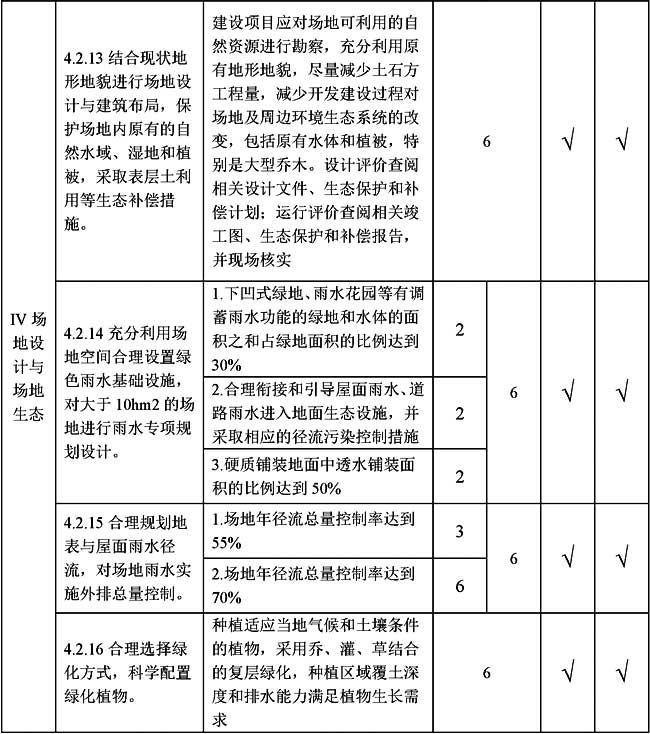 IV 场
地设
计与
场地
生态
4.2.13 结合现状地
形地貌进行场地设
计与建筑布局，保
护场地内原有的自
然水域、湿地和植
被，采取表层土利
用等生态补偿措
施。
建设项目应对场地可利用的自
然资源进行勘察，充分利用原
有地形地貌，尽量减少土石方
工程量，减少开发建设过程对
场地及周边环境生态系统的改
变，包括原有水体和植被，特
别是大型乔木。设计评价查阅
相关设计文件、生态保护和补
偿计划；运行评价查阅相关竣
工图、生态保护和补偿报告，
并现场核实
6
√
√
4.2.14 充分利用场
地空间合理设置绿
色雨水基础设施，
对大于 10hm2 的场
地进行雨水专项规
划设计。
1.下凹式绿地、雨水花园等有调
蓄雨水功能的绿地和水体的面
积之和占绿地面积的比例达到
30%
2
2.合理衔接和引导屋面雨水、道
路雨水进入地面生态设施，并
采取相应的径流污染控制措施
2
3.硬质铺装地面中透水铺装面
积的比例达到 50%
2
6
√
√
4.2.15 合理规划地
表与屋面雨水径
流，对场地雨水实
施外排总量控制。
1.场地年径流总量控制率达到
55%
3
2.场地年径流总量控制率达到
70%
6
6
√
√
4.2.16 合理选择绿
化方式，科学配置
绿化植物。
种植适应当地气候和土壤条件
的植物，采用乔、灌、草结合
的复层绿化，种植区域覆土深
度和排水能力满足植物生长需
求
6
√
√